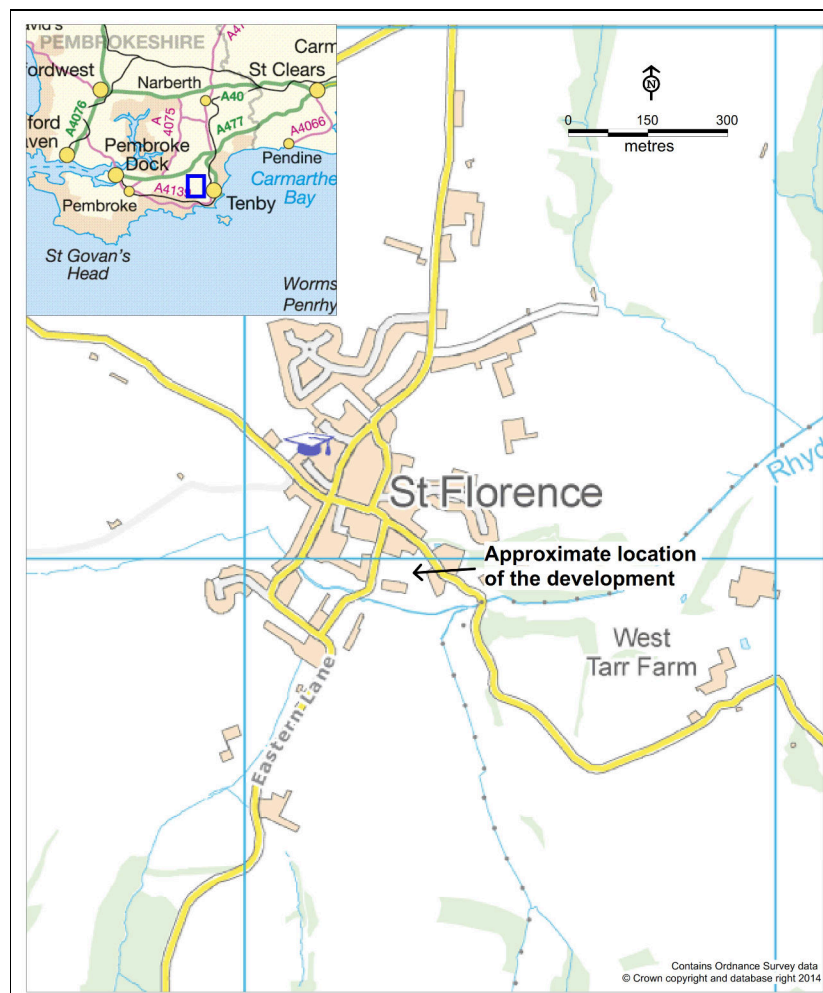 PEMBROKESHIRE
Carm
fordwest
St Clears
Narberth
A40
A4076
A
4075
A477
A4066
ford
aven
Pembroke
Dock
Pendine
A4139
Carmarthe
Bay
Pembroke
Tenby
St Govan's
Head
Worms
Penrhy
N
0 150 300
metres
St Florence
Rhyd
Approximate location
of the development
West
Tarr Farm
Eastern Lane
Contains Ordnance Survey data
© Crown copyright and database right 2014